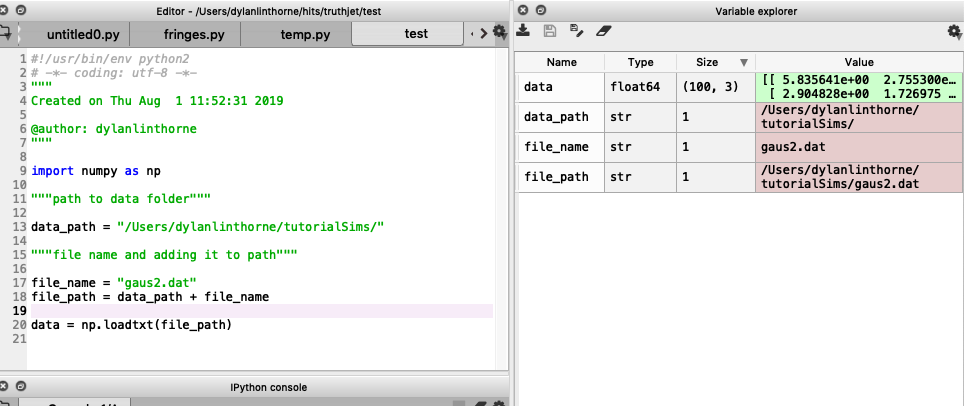 Editor - /Users/dylanlinthorne/hits/truthjet/test
untitled0.py fringes.py temp.py test
1 #!/usr/bin/env python2
2 # -*- coding: utf-8 -*-
3 """
4 Created on Thu Aug  1 11:52:31 2019
5
6 @author: dylanlinthorne
7 """
8
9 import numpy as np
10
11 """path to data folder"""
12
13 data_path = "/Users/dylanlinthorne/tutorialSims/"
14
15 """file name and adding it to path"""
16
17 file_name = "gaus2.dat"
18 file_path = data_path + file_name
19
20 data = np.loadtxt(file_path)
21
IPython console
Variable explorer
Name Type Size Value
data float64 (100, 3) [[ 5.835641e+00  2.755300e…
[ 2.904828e+00  1.726975 …
data_path str 1 /Users/dylanlinthorne/
tutorialSims/
file_name str 1 gaus2.dat
file_path str 1 /Users/dylanlinthorne/
tutorialSims/gaus2.dat